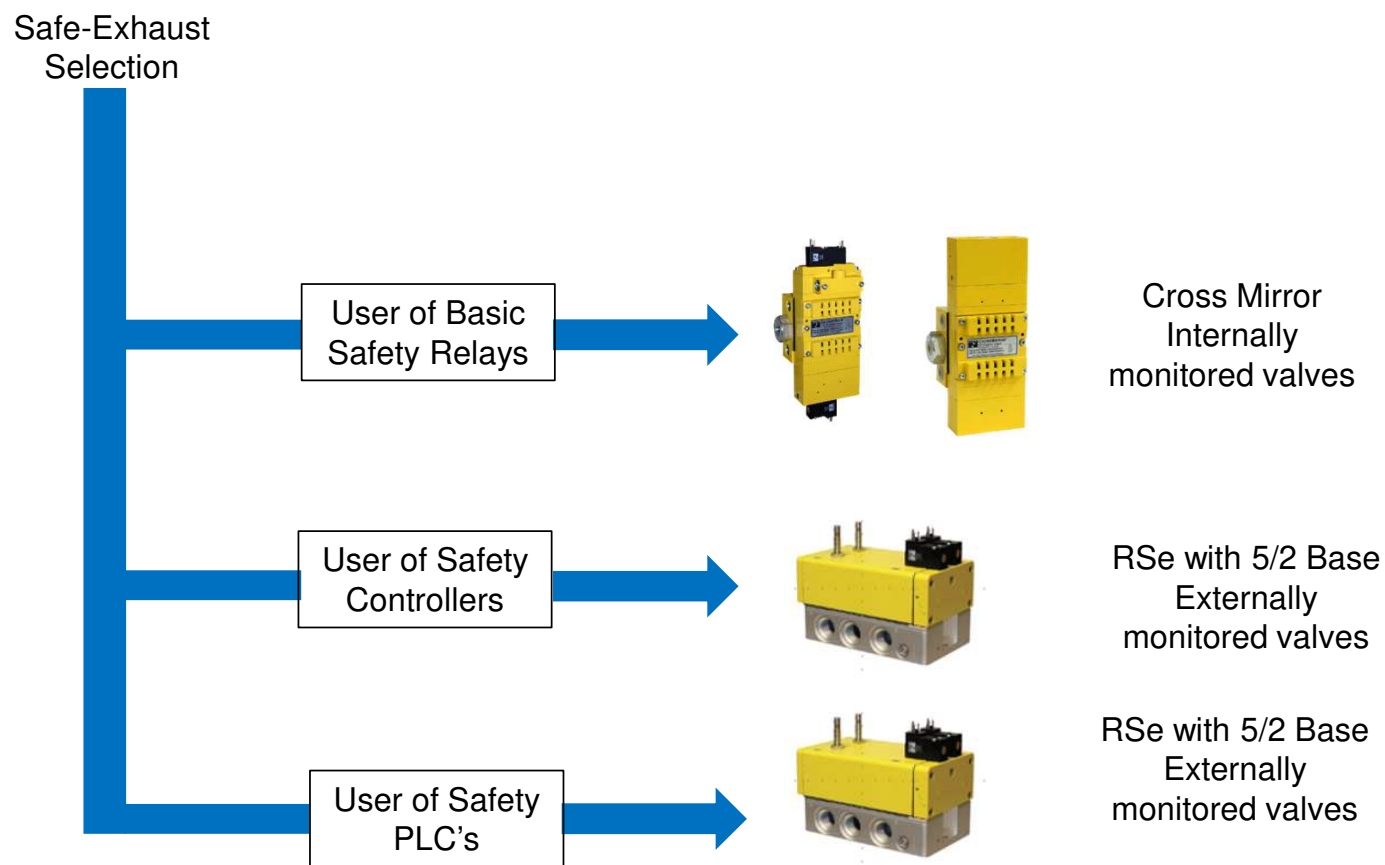 Safe-Exhaust
Selection
User of Basic
Safety Relays
Cross Mirror
Internally
monitored valves
User of Safety
Controllers
RSe with 5/2 Base
Externally
monitored valves
User of Safety
PLC's
RSe with 5/2 Base
Externally
monitored valves